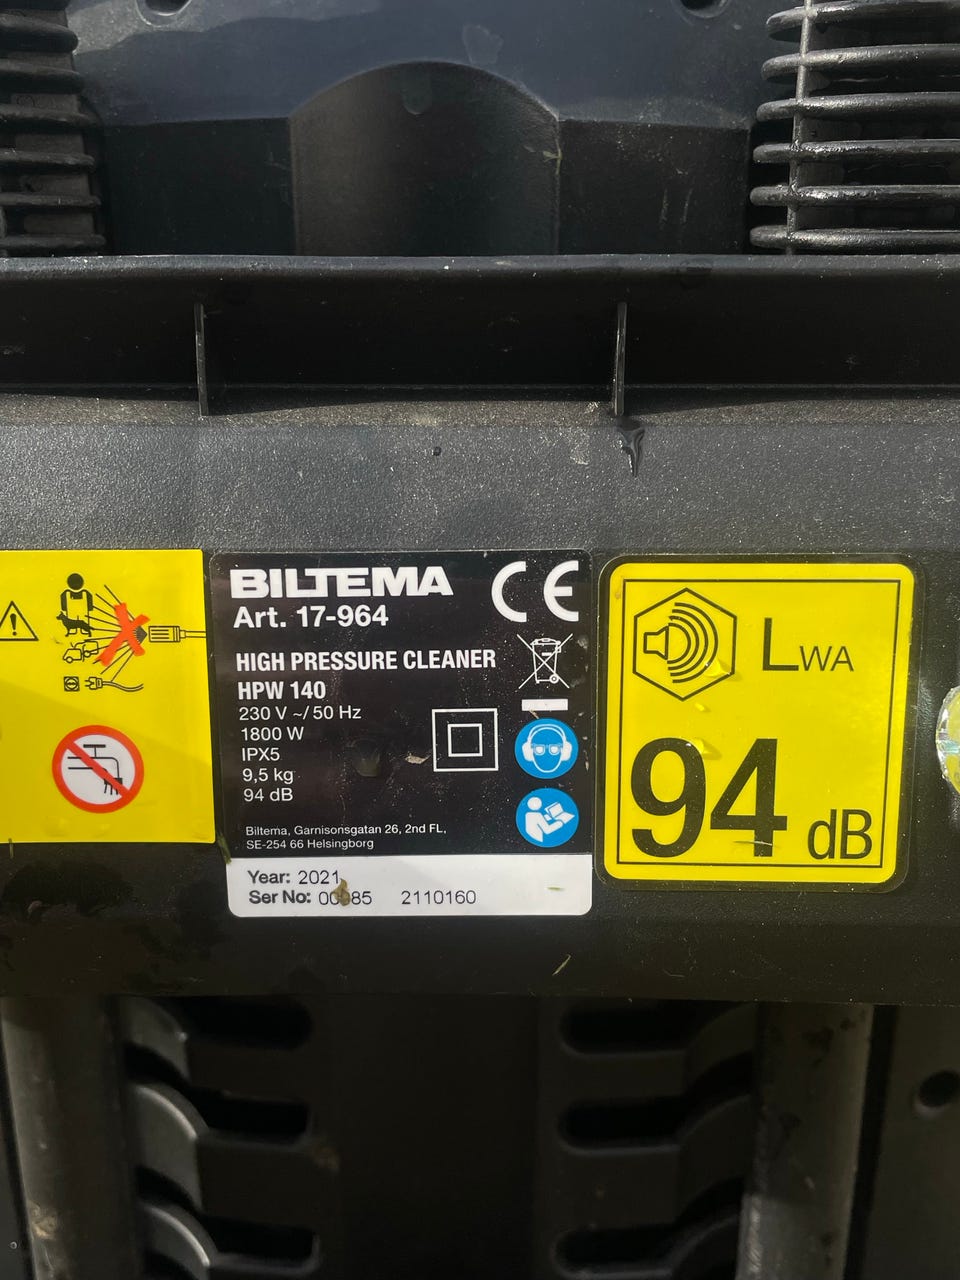 BILTEMA
Art. 17-964
HIGH PRESSURE CLEANER
HPW 140
230 V ~/ 50 Hz
1800 W
IPX5
9,5 kg
94 dB
Biltema, Garnisonsgatan 26, 2nd FL,
SE-254 66 Helsingborg
Year: 2021
Ser No: 2110160
CE
LWA
94 dB